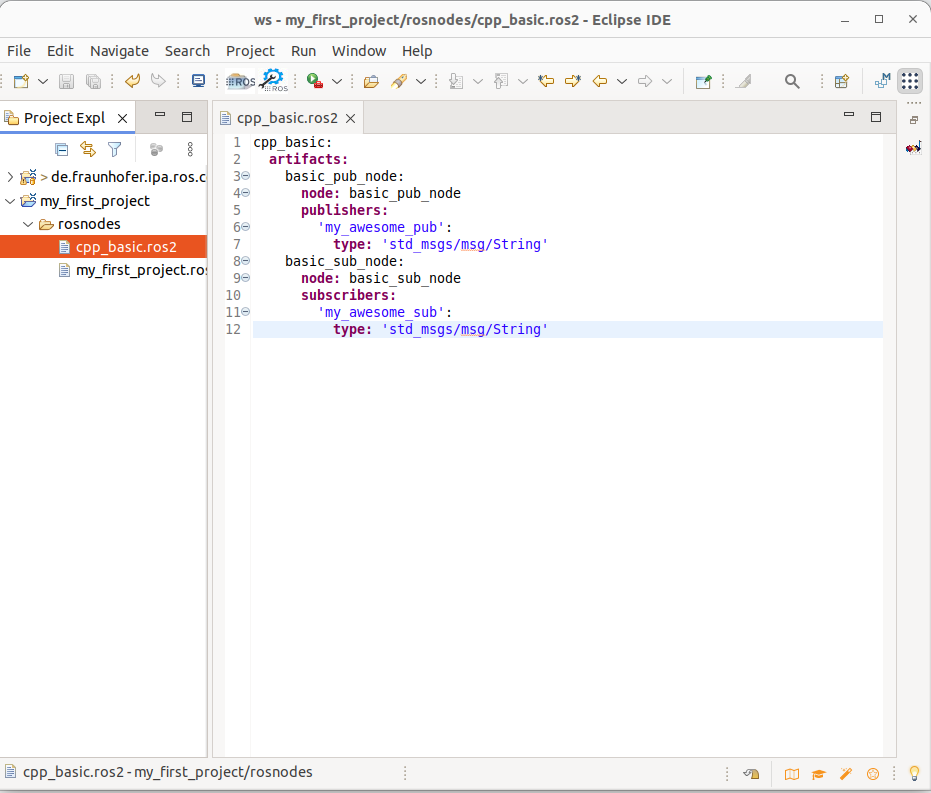 ws - my_first_project/rosnodes/cpp_basic.ros2 - Eclipse IDE
File Edit Navigate Search Project Run Window Help
ROS ROS
Project Expl
cpp_basic.ros2
> de.fraunhofer.ipa.ros.c
my_first_project
rosnodes
cpp_basic.ros2
my_first_project.ros
1 cpp_basic:
2 artifacts:
3 basic_pub_node:
4 node: basic_pub_node
5 publishers:
6 'my_awesome_pub':
7 type: 'std_msgs/msg/String'
8 basic_sub_node:
9 node: basic_sub_node
10 subscribers:
11 'my_awesome_sub':
12 type: 'std_msgs/msg/String'
cpp_basic.ros2 - my_first_project/rosnodes